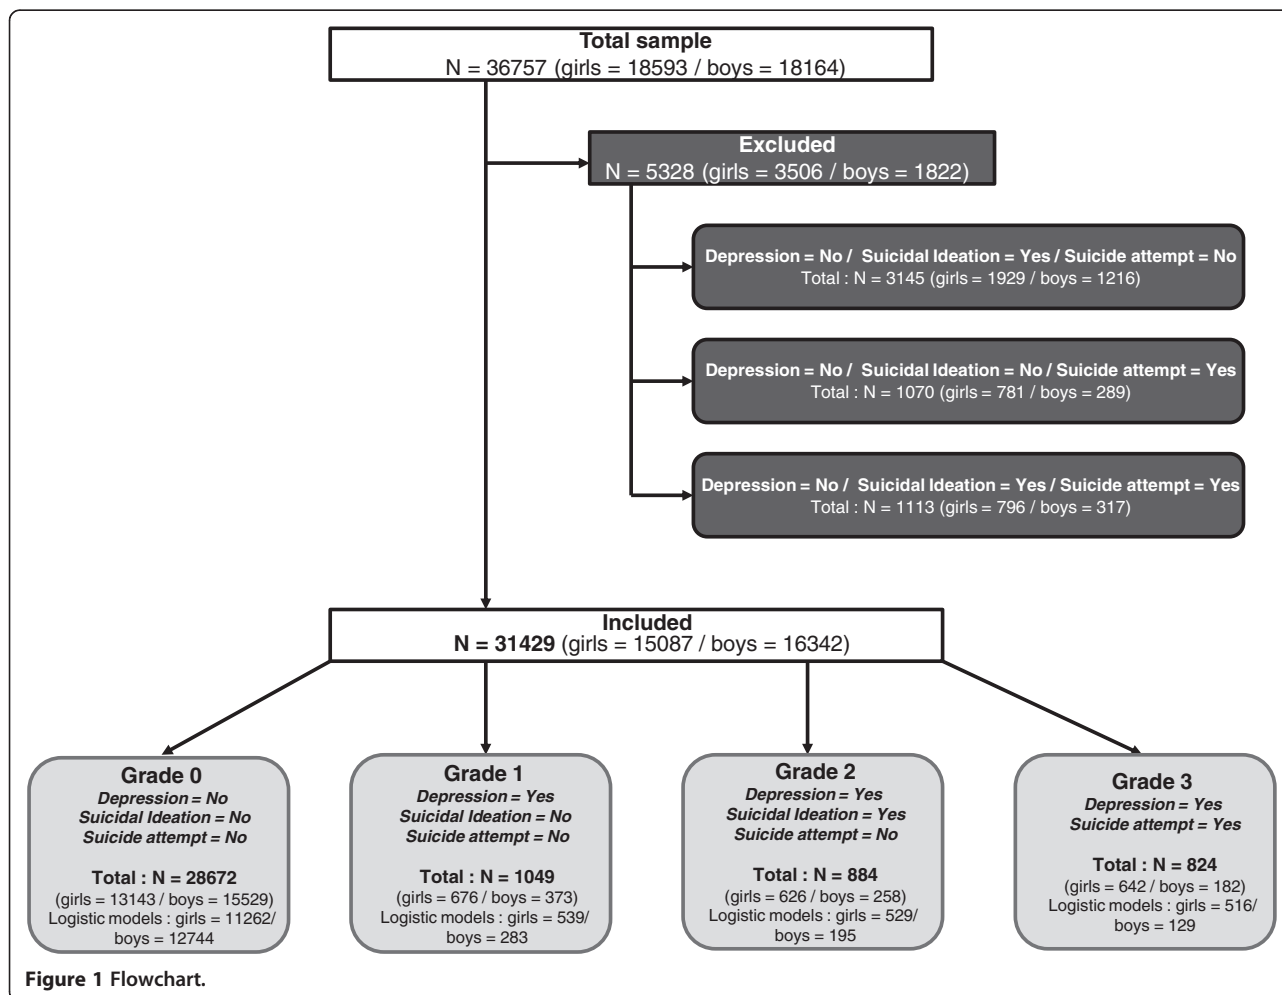 Total sample
N = 36757 (girls = 18593 / boys = 18164)
Excluded
N = 5328 (girls = 3506 / boys = 1822)
Depression = No / Suicidal Ideation = Yes / Suicide attempt = No
Total : N = 3145 (girls = 1929 / boys = 1216)
Depression = No / Suicidal Ideation = No / Suicide attempt = Yes
Total : N = 1070 (girls = 781 / boys = 289)
Depression = No / Suicidal Ideation = Yes / Suicide attempt = Yes
Total : N = 1113 (girls = 796 / boys = 317)
Included
N = 31429 (girls = 15087 / boys = 16342)
Grade 0
Depression = No
Suicidal Ideation = No
Suicide attempt = No
Total : N = 28672
(girls = 13143 / boys = 15529)
Logistic models : girls = 11262/
boys = 12744
Grade 1
Depression = Yes
Suicidal Ideation = No
Suicide attempt = No
Total : N = 1049
(girls = 676 / boys = 373)
Logistic models : girls = 539/
boys = 283
Grade 2
Depression = Yes
Suicidal Ideation = Yes
Suicide attempt = No
Total : N = 884
(girls = 626 / boys = 258)
Logistic models : girls = 529/
boys = 195
Grade 3
Depression = Yes
Suicide attempt = Yes
Total : N = 824
(girls = 642 / boys = 182)
Logistic models : girls = 516/
boys = 129
Figure 1 Flowchart.